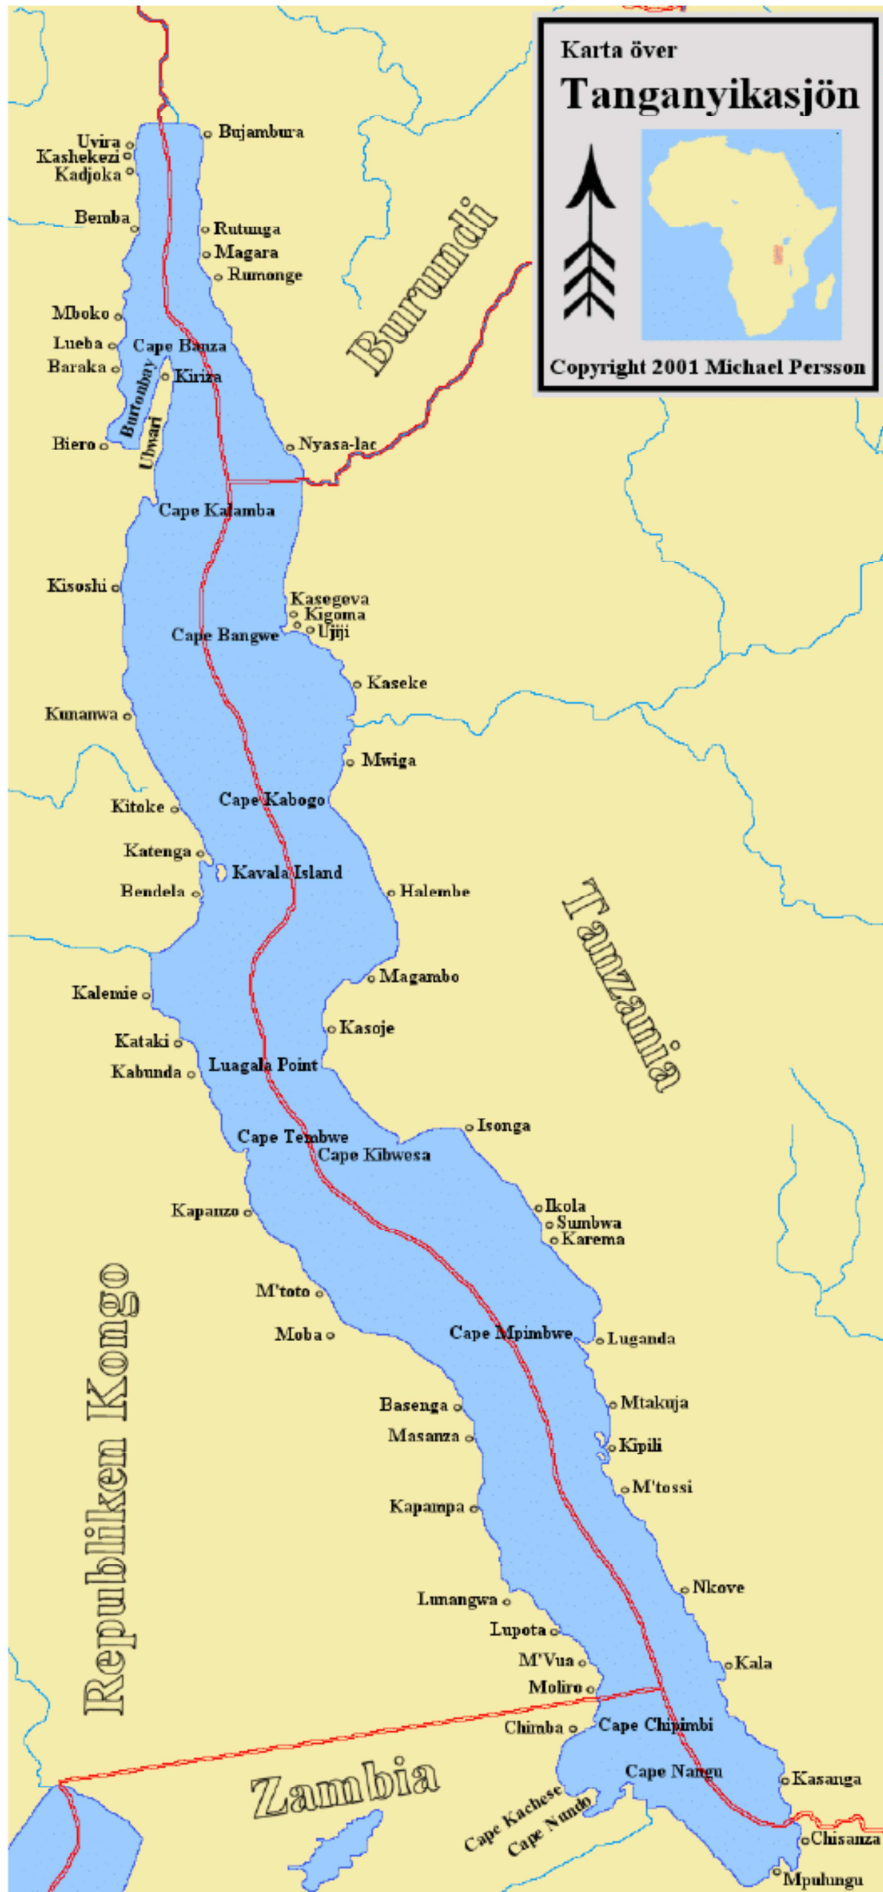 Karta över
Tanganyikasjön
Copyright 2001 Michael Persson
Uvira
Bujambura
Kashekezi
Kadjoka
Bemba
Rutunga
Magara
Rumonge
Burundi
Mboko
Lueba
Cape Banza
Baraka
Kiriza
Burtonbay
Ubwari
Biero
Nyasa-lac
Cape Kalamba
Kisoshi
Kasegeva
Kigoma
Ujiji
Cape Bangwe
Kaseke
Kunanwa
Mwiga
Cape Kabogo
Kitoke
Katenga
Kavala Island
Bendela
Halembe
Tanzania
Magambo
Kalemie
Kasoje
Kataki
Luagala Point
Kabunda
Isonga
Cape Tembwe
Cape Kibwesa
Kapanzo
Ikola
Sumbwa
Karema
M'toto
Moba
Cape Mpimbwe
Luganda
Republiken Kongo
Basenga
Mtakuja
Masanza
Kipili
M'tossi
Kapampa
Nkove
Lunangwa
Lupota
M'Vua
Kala
Moliro
Chimba
Cape Chipimbi
Cape Nangu
Kasanga
Zambia
Cape Kachese
Cape Nundo
Chisanza
Mpulungu